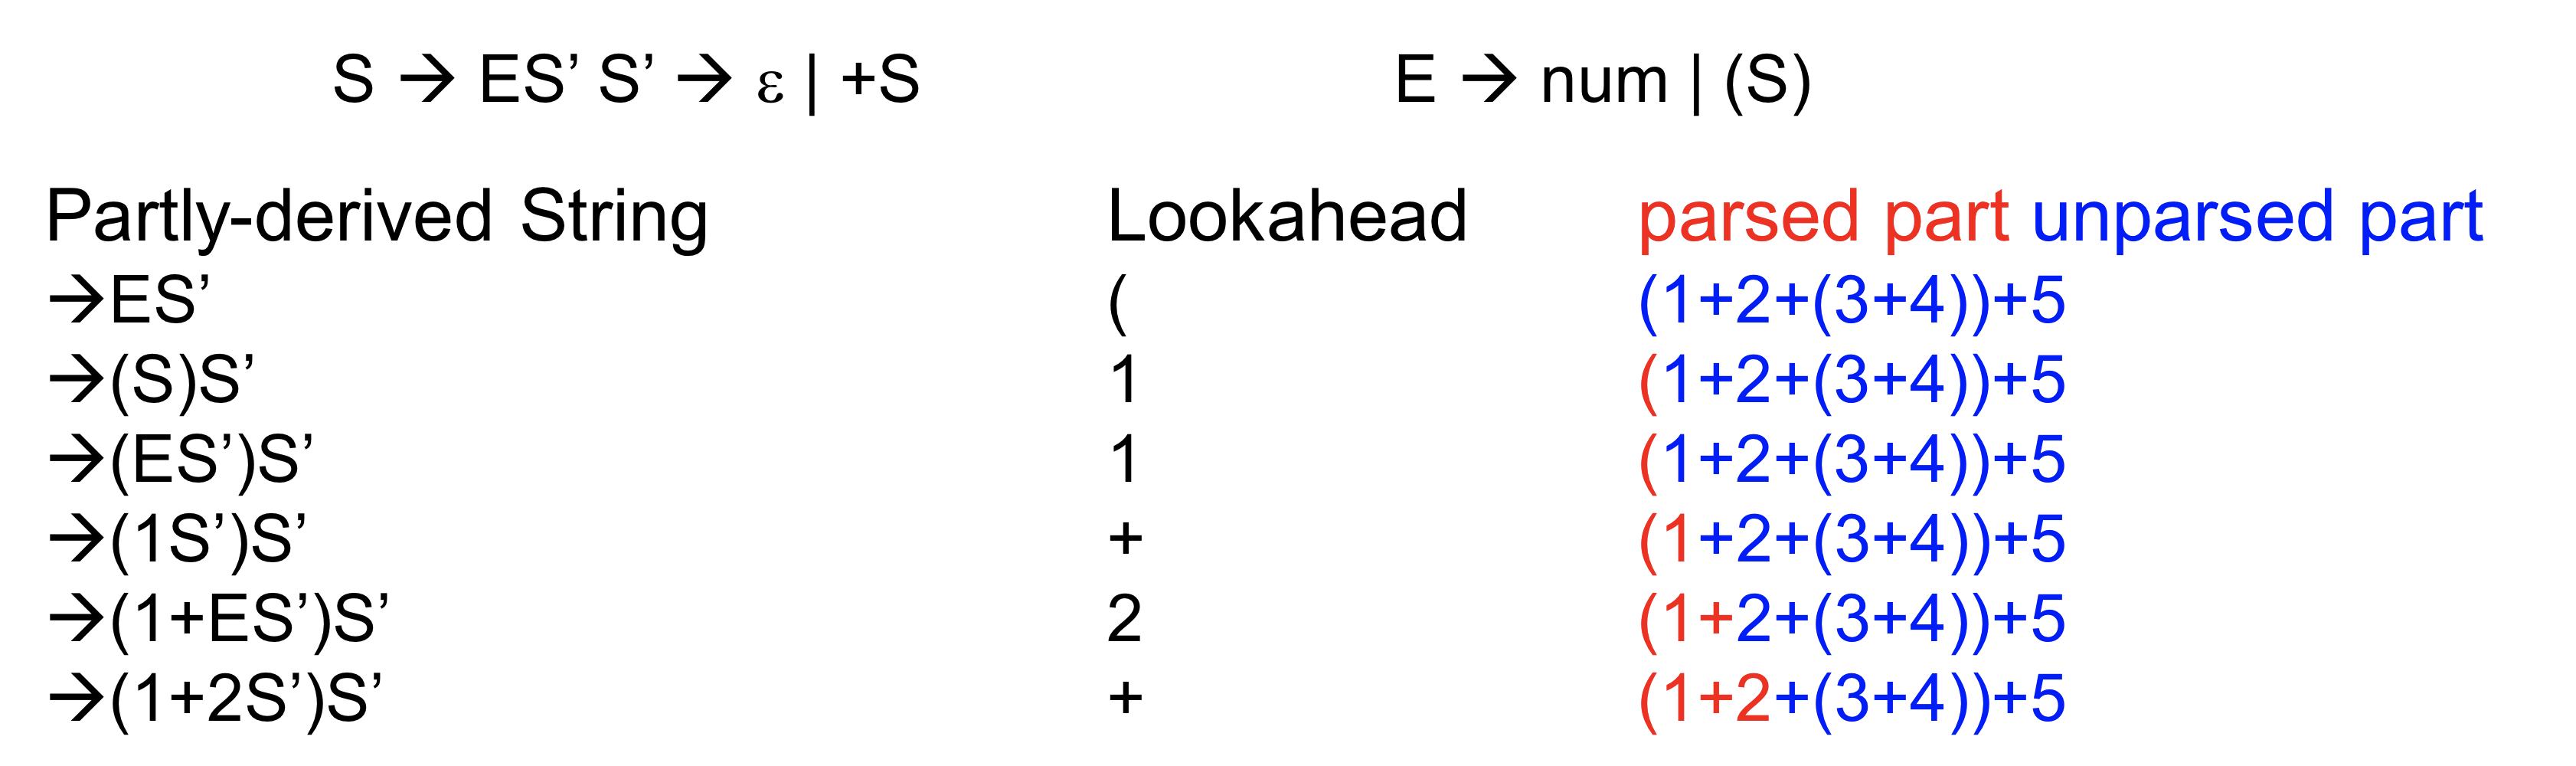 S → ES’ S’ → ε | +S E → num | (S)
Partly-derived String Lookahead parsed part unparsed part
→ES’ ( (1+2+(3+4))+5
→(S)S’ 1 (1+2+(3+4))+5
→(ES’)S’ 1 (1+2+(3+4))+5
→(1S’)S’ + (1+2+(3+4))+5
→(1+ES’)S’ 2 (1+2+(3+4))+5
→(1+2S’)S’ + (1+2+(3+4))+5